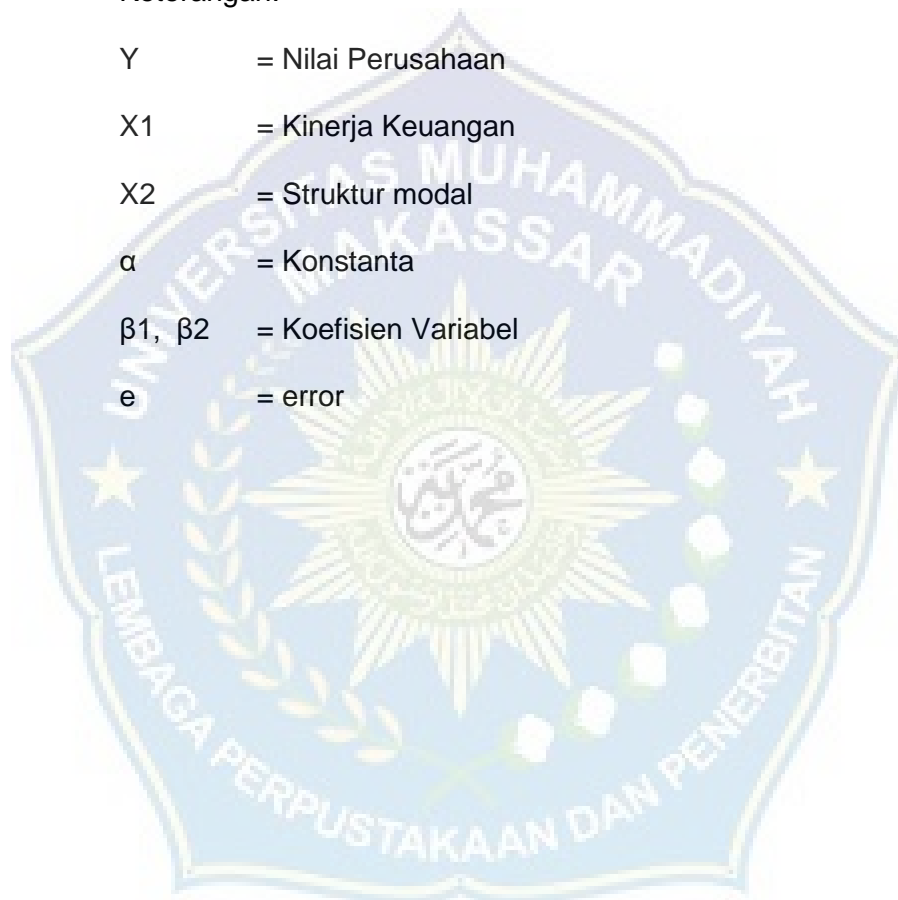 Keterangan:
Y = Nilai Perusahaan
X1 = Kinerja Keuangan
X2 = Struktur modal
α = Konstanta
β1, β2 = Koefisien Variabel
e = error
UNIVERSITAS MUHAMMADIYAH
MAKASSAR
LEMBAGA PERPUSTAKAAN DAN PENERBITAN